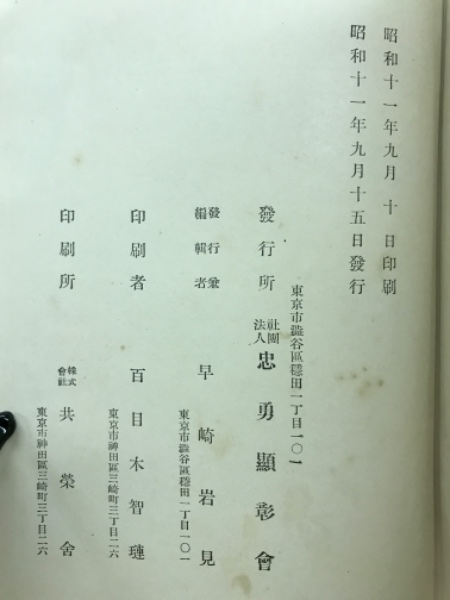 昭和十一年九月十日印刷
昭和十一年九月十五日發行
東京市澁谷區穩田一丁目一〇一
發行所 社團法人 忠勇顯彰會
發行兼編輯者 早崎岩見
東京市澁谷區穩田一丁目一〇一
印刷者 百目木智璉
東京市神田區三崎町三丁目二六
印刷所 株式會社 共榮舍
東京市神田區三崎町三丁目二六